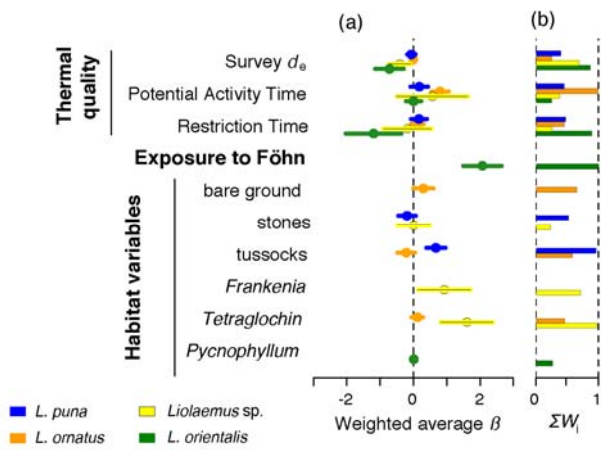 (a) (b)
Thermal quality
Survey dₑ
Potential Activity Time
Restriction Time
Exposure to Föhn
Habitat variables
bare ground
stones
tussocks
Frankenia
Tetraglochin
Pycnophyllum
-2 0 2
Weighted average ß
0 1
ΣWᵢ
L. puna
Liolaemus sp.
L. ornatus
L. orientalis